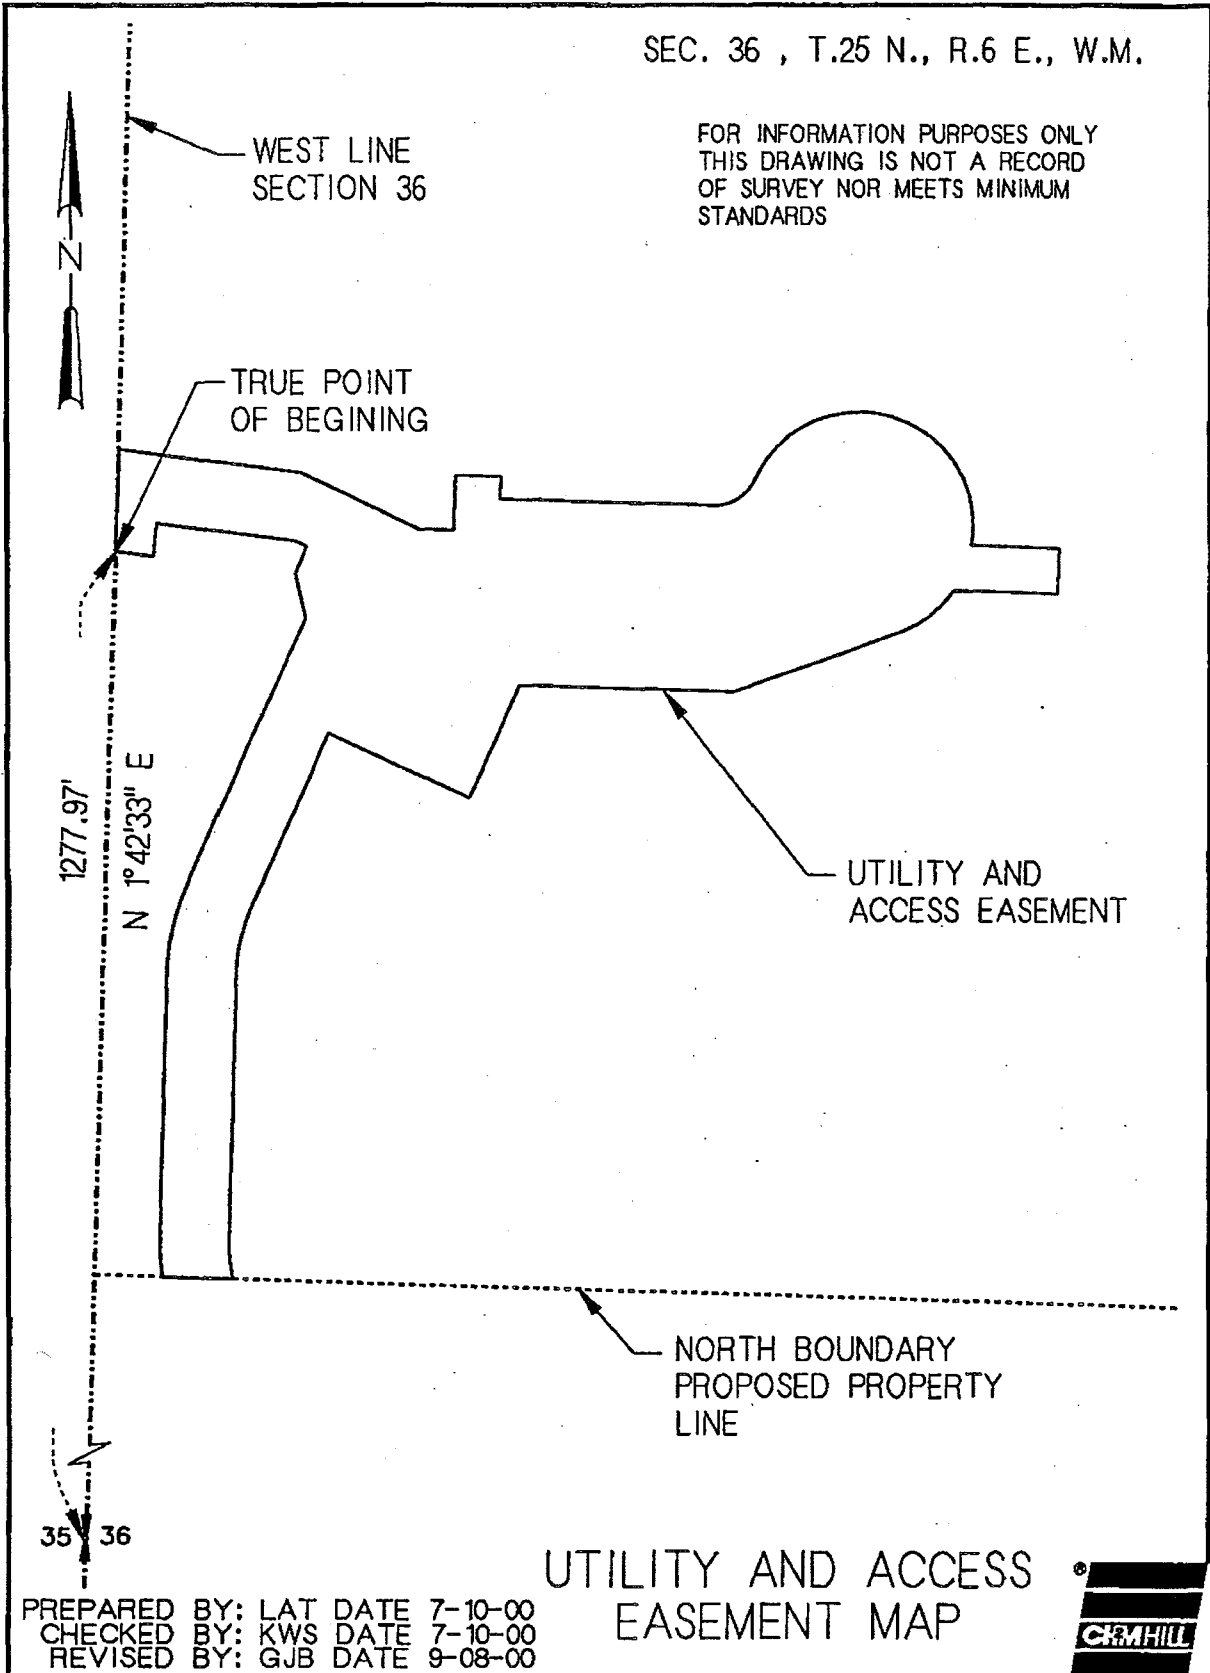 SEC. 36 , T.25 N., R.6 E., W.M.
FOR INFORMATION PURPOSES ONLY
THIS DRAWING IS NOT A RECORD
OF SURVEY NOR MEETS MINIMUM
STANDARDS
WEST LINE
SECTION 36
N
TRUE POINT
OF BEGINING
1277.97'
N 1°42'33" E
UTILITY AND
ACCESS EASEMENT
NORTH BOUNDARY
PROPOSED PROPERTY
LINE
35 36
UTILITY AND ACCESS
EASEMENT MAP
PREPARED BY: LAT DATE 7-10-00
CHECKED BY: KWS DATE 7-10-00
REVISED BY: GJB DATE 9-08-00
®
CH2MHILL